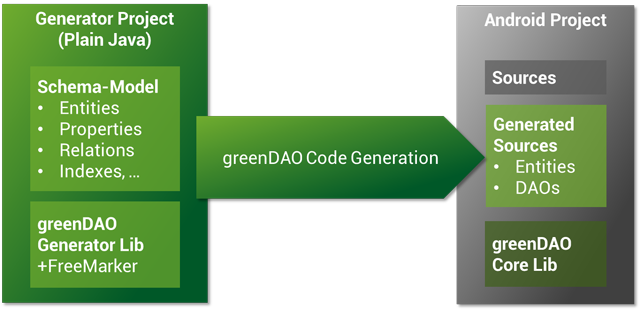 Generator Project
(Plain Java)
Schema-Model
• Entities
• Properties
• Relations
• Indexes, ...
greenDAO
Generator Lib
+FreeMarker
greenDAO Code Generation
Android Project
Sources
Generated
Sources
• Entities
• DAOs
greenDAO
Core Lib